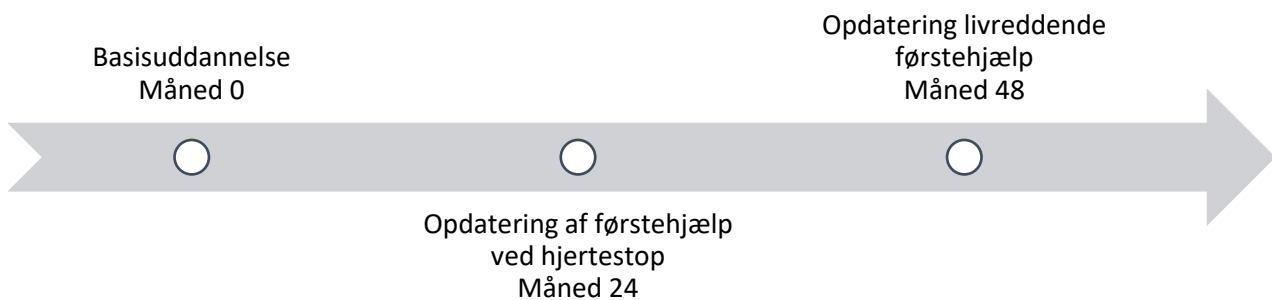 Basisuddannelse
Måned 0
Opdatering af førstehjælp
ved hjertestop
Måned 24
Opdatering livreddende
førstehjælp
Måned 48